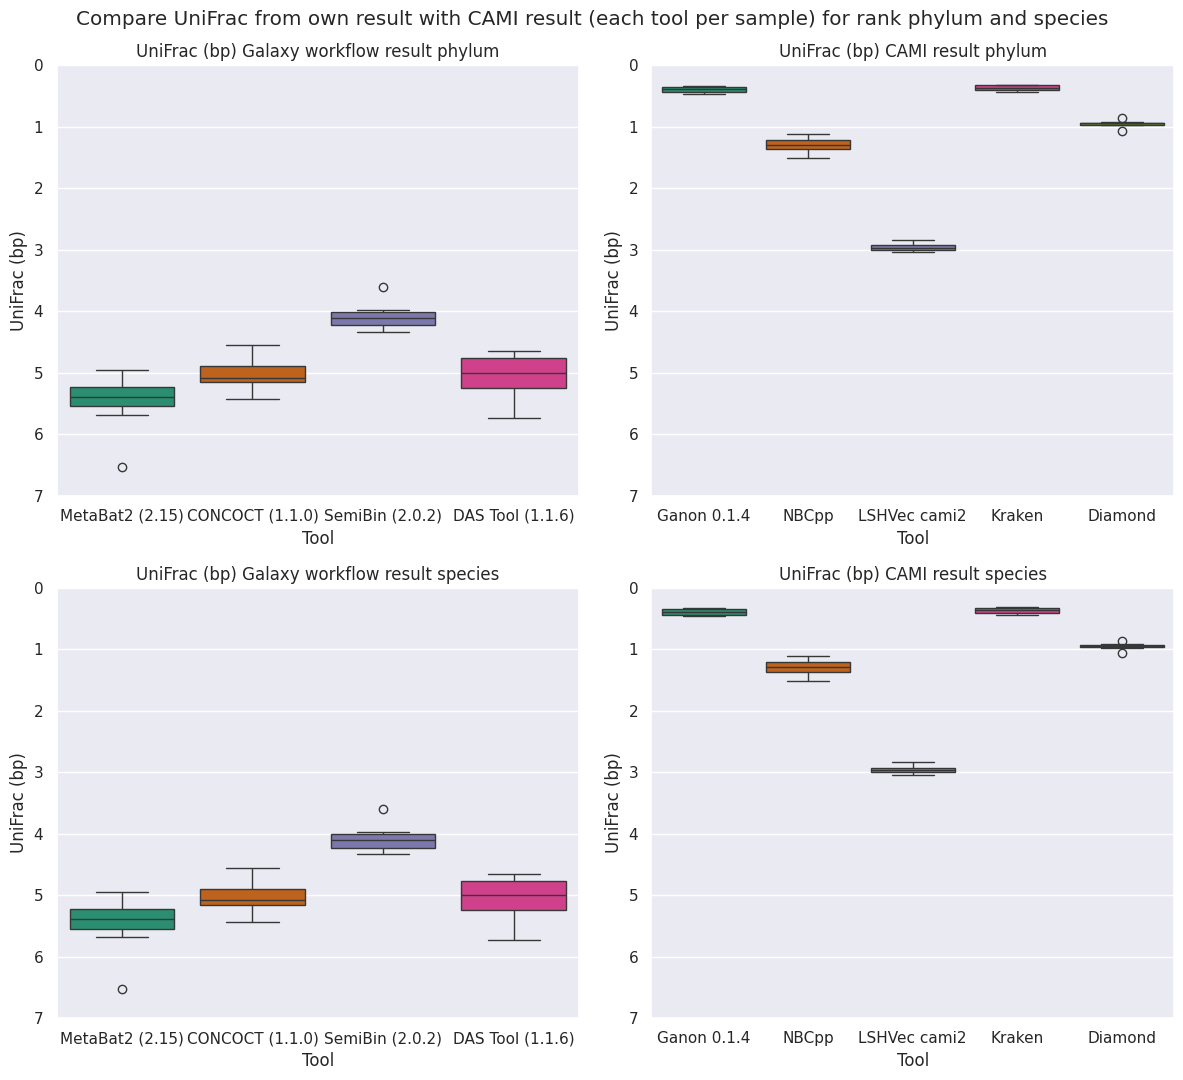 Compare UniFrac from own result with CAMI result (each tool per sample) for rank phylum and species
UniFrac (bp) Galaxy workflow result phylum
UniFrac (bp)
0
1
2
3
4
5
6
7
MetaBat2 (2.15) CONCOCT (1.1.0) SemiBin (2.0.2) DAS Tool (1.1.6)
Tool
UniFrac (bp) CAMI result phylum
UniFrac (bp)
0
1
2
3
4
5
6
7
Ganon 0.1.4 NBCpp LSHVec cami2 Kraken Diamond
Tool
UniFrac (bp) Galaxy workflow result species
UniFrac (bp)
0
1
2
3
4
5
6
7
MetaBat2 (2.15) CONCOCT (1.1.0) SemiBin (2.0.2) DAS Tool (1.1.6)
Tool
UniFrac (bp) CAMI result species
UniFrac (bp)
0
1
2
3
4
5
6
7
Ganon 0.1.4 NBCpp LSHVec cami2 Kraken Diamond
Tool